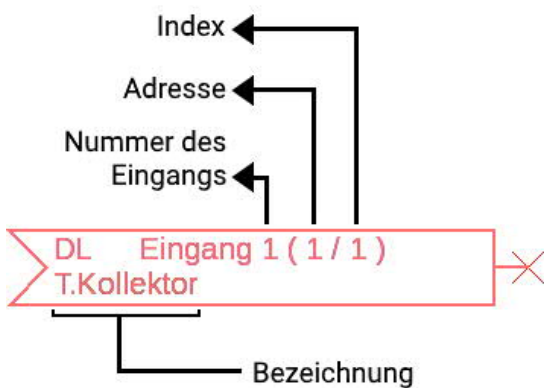 Index
Adresse
Nummer des
Eingangs
DL Eingang 1 ( 1 / 1 )
T.Kollektor
Bezeichnung